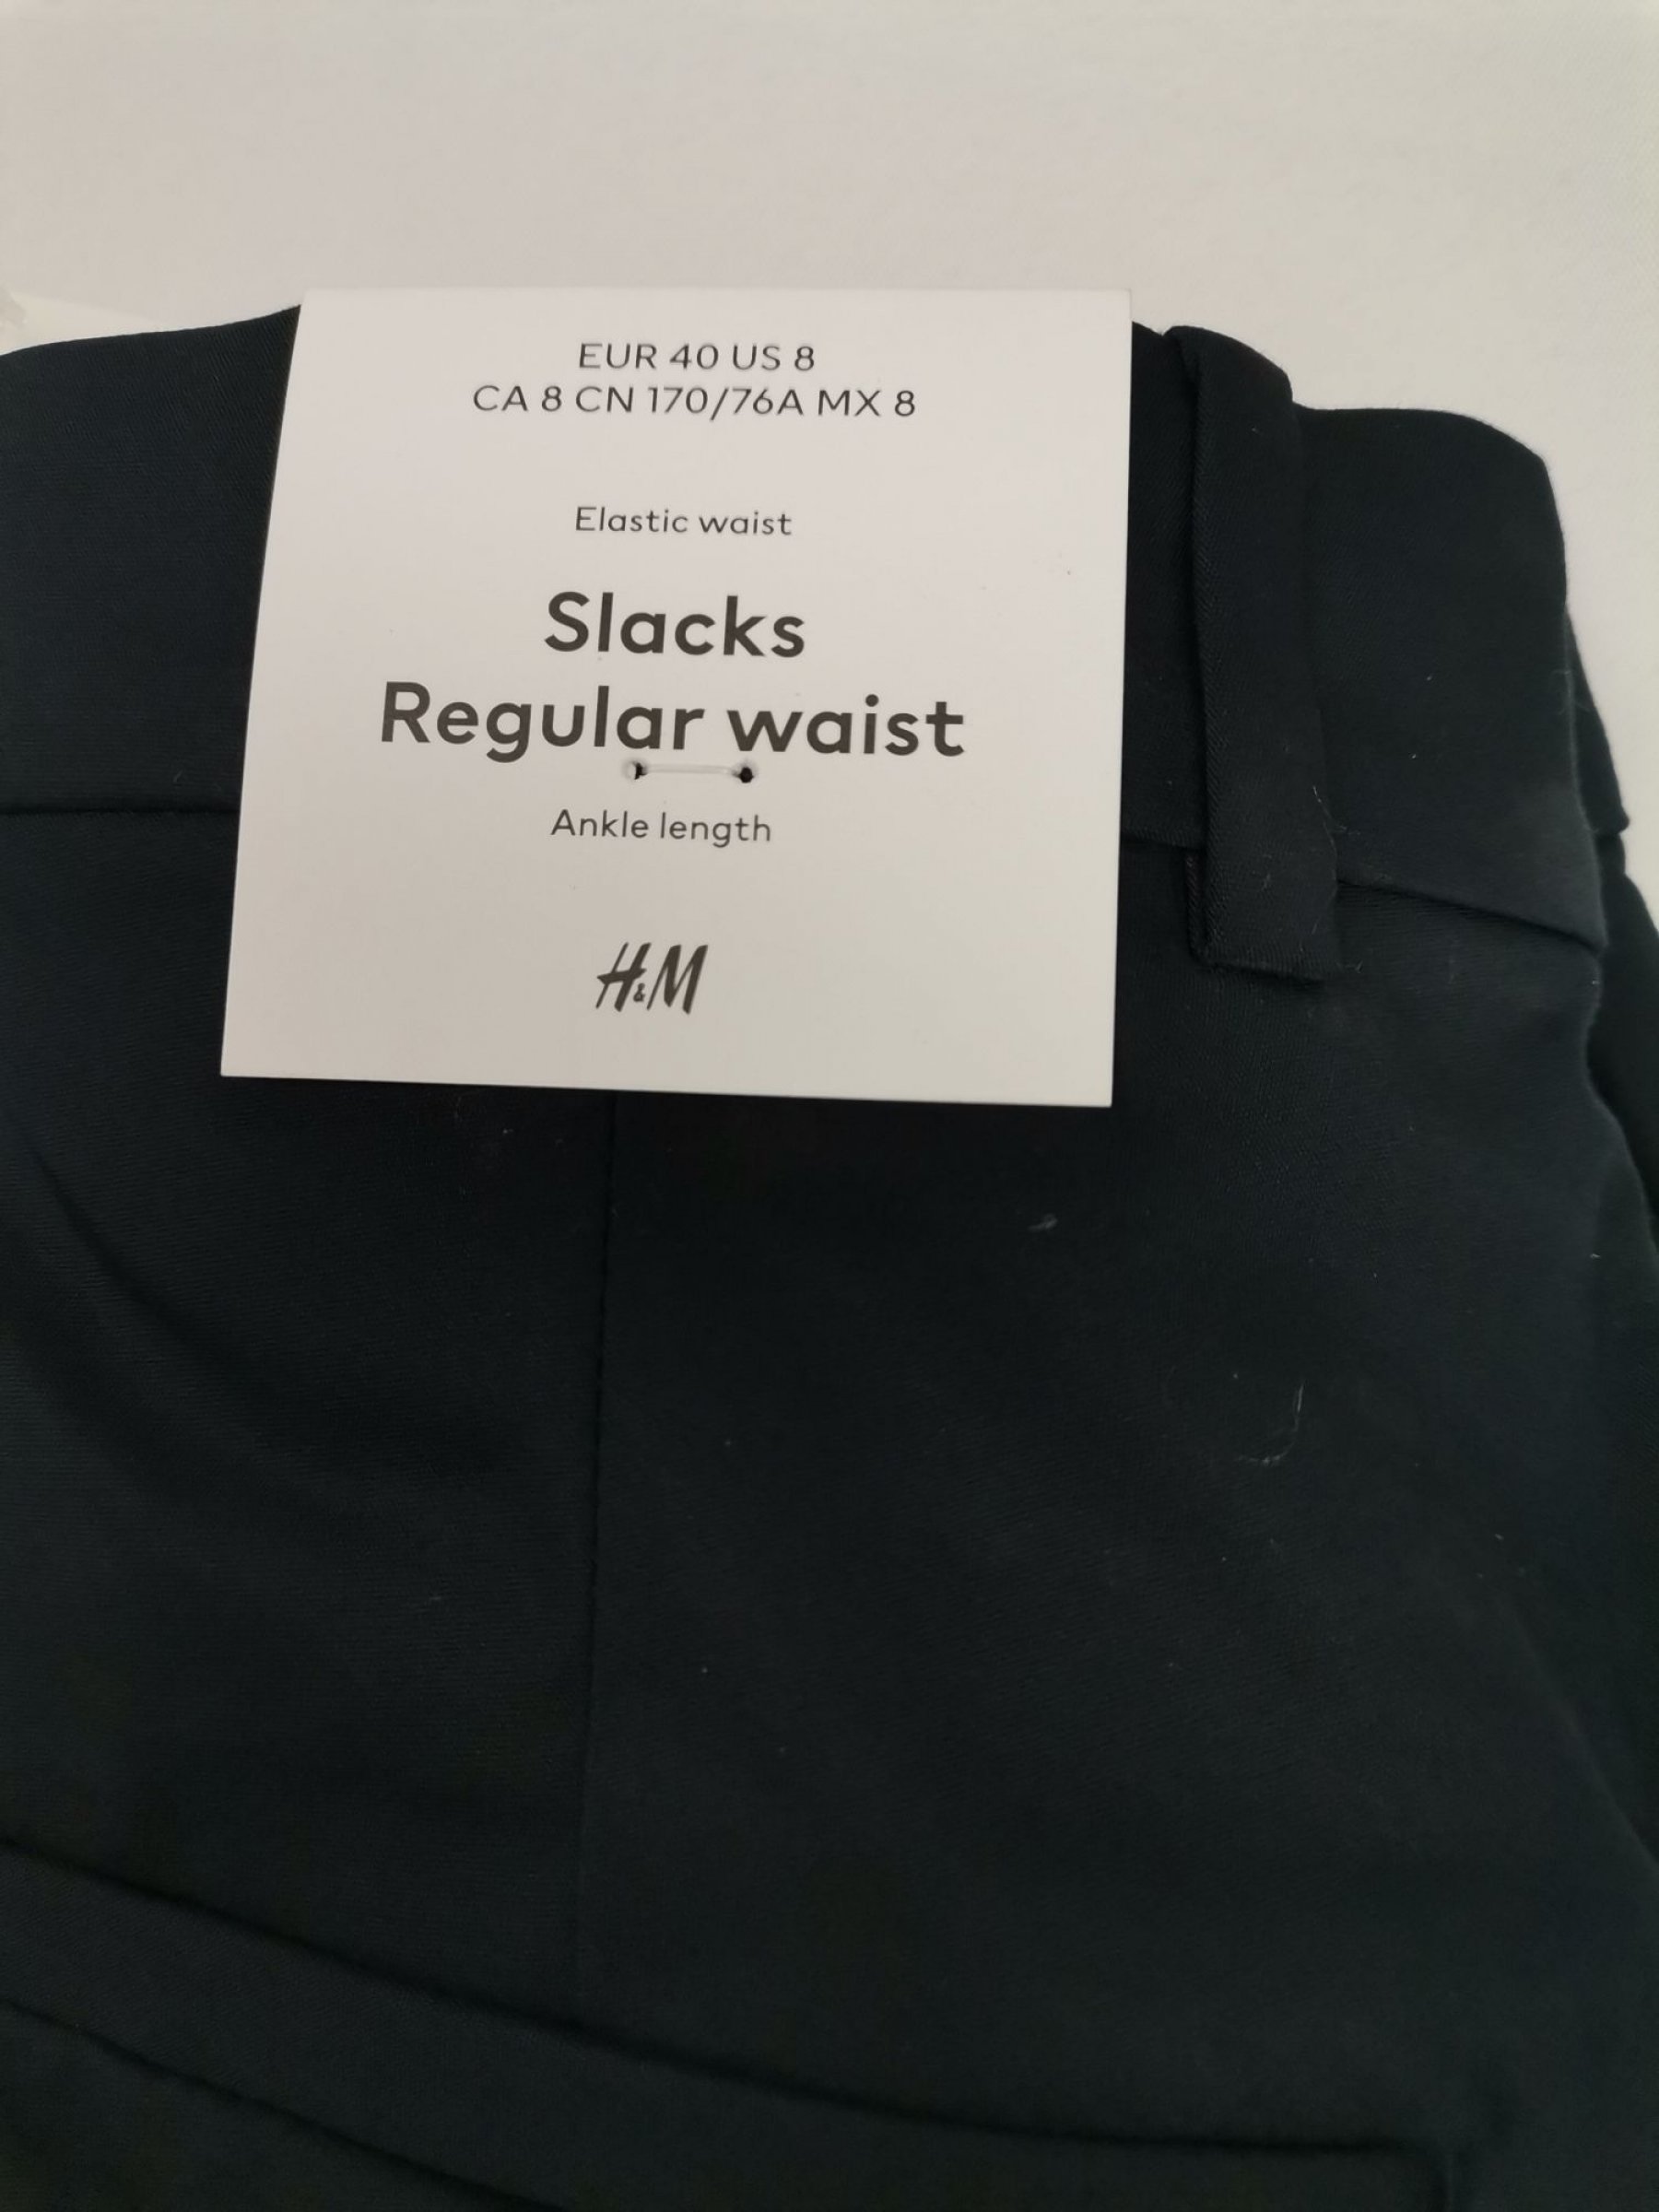 EUR 40 US 8
CA 8 CN 170/76A MX 8
Elastic waist
Slacks
Regular waist
Ankle length
H&M